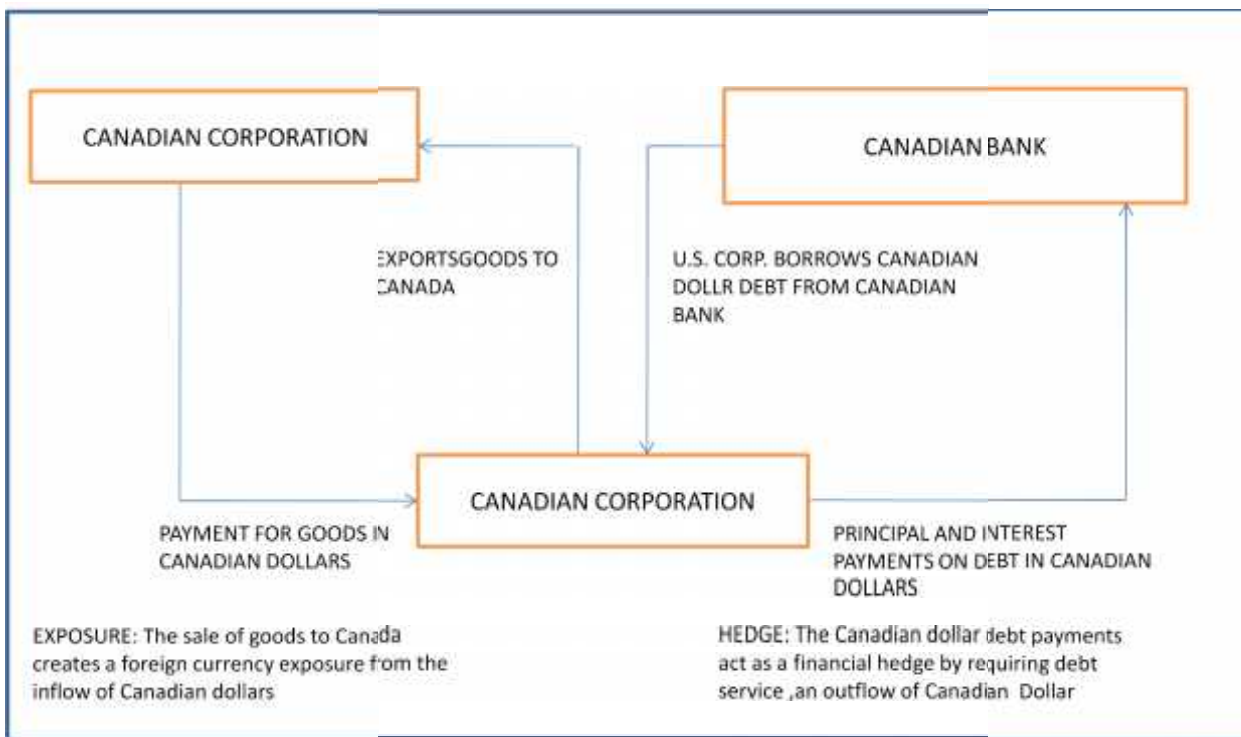 CANADIAN CORPORATION
CANADIAN BANK
EXPORTSGOODS TO
CANADA
U.S. CORP. BORROWS CANADIAN
DOLLR DEBT FROM CANADIAN
BANK
CANADIAN CORPORATION
PAYMENT FOR GOODS IN
CANADIAN DOLLARS
PRINCIPAL AND INTEREST
PAYMENTS ON DEBT IN CANADIAN
DOLLARS
EXPOSURE: The sale of goods to Canada
creates a foreign currency exposure from the
inflow of Canadian dollars
HEDGE: The Canadian dollar debt payments
act as a financial hedge by requiring debt
service ,an outflow of Canadian Dollar